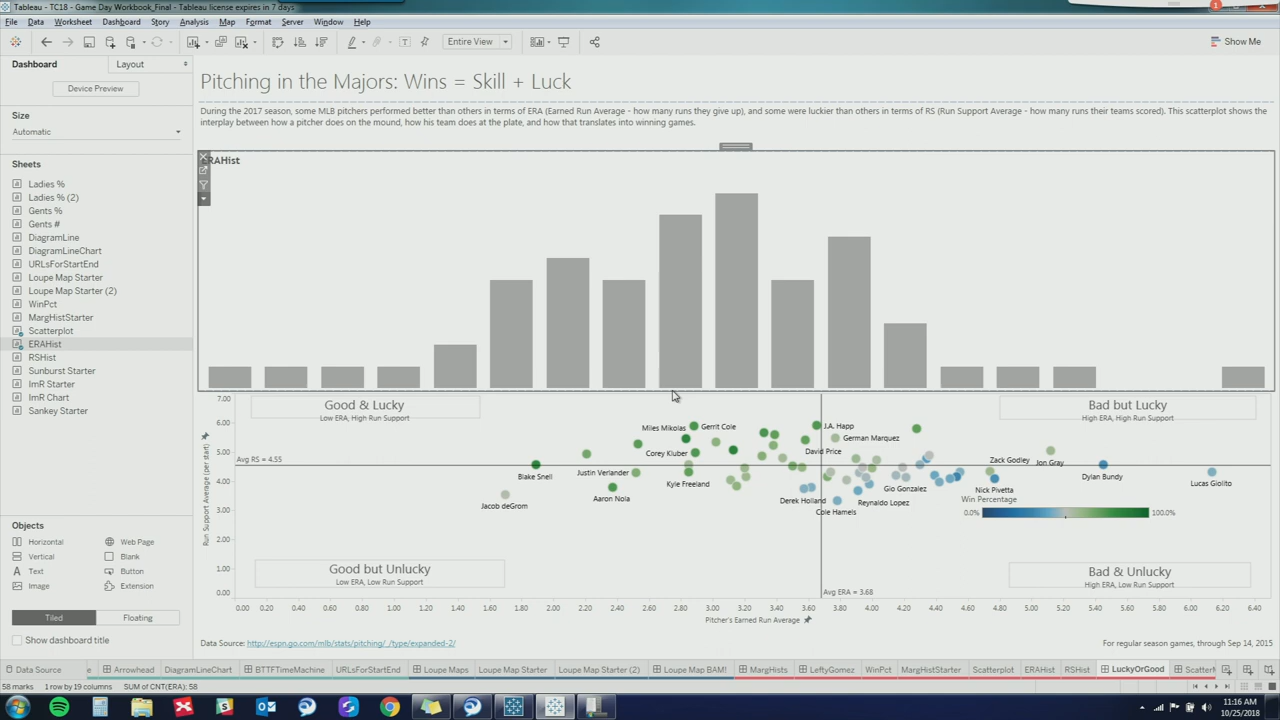 Tableau - TC18 - Game Day Workbook_Final - Tableau license expires in 7 days
1
File Data Worksheet Dashboard Story Analysis Map Format Server Window Help
Entire View
Show Me
Dashboard Layout
Device Preview
Size
Automatic
Sheets
Ladies %
Ladies % (2)
Gents %
Gents #
DiagramLine
DiagramLineChart
URLsForStartEnd
Loupe Map Starter
Loupe Map Starter (2)
WinPct
MargHistStarter
Scatterplot
ERAHist
RSHist
Sunburst Starter
ImR Starter
ImR Chart
Sankey Starter
Objects
Horizontal Web Page
Vertical Blank
Text Button
Image Extension
Tiled Floating
Show dashboard title
Pitching in the Majors: Wins = Skill + Luck
During the 2017 season, some MLB pitchers performed better than others in terms of ERA (Earned Run Average - how many runs they give up), and some were luckier than others in terms of RS (Run Support Average - how many runs their teams scored). This scatterplot shows the
interplay between how a pitcher does on the mound, how his team does at the plate, and how that translates into winning games.
ERAHist
Good & Lucky
Low ERA, High Run Support
Bad but Lucky
High ERA, High Run Support
Run Support Average (per start)
7.00
6.00
5.00
4.00
3.00
2.00
1.00
0.00
Avg RS = 4.55
Miles Mikolas
Gerrit Cole
J.A. Happ
German Marquez
Corey Kluber
David Price
Zack Godley
Jon Gray
Blake Snell
Justin Verlander
Kyle Freeland
Dylan Bundy
Lucas Giolito
Jacob deGrom
Aaron Nola
Derek Holland
Gio Gonzalez
Nick Pivetta
Cole Hamels
Reynaldo Lopez
Win Percentage
0.0% 100.0%
Good but Unlucky
Low ERA, Low Run Support
Bad & Unlucky
High ERA, Low Run Support
Avg ERA = 3.68
0.00 0.20 0.40 0.60 0.80 1.00 1.20 1.40 1.60 1.80 2.00 2.20 2.40 2.60 2.80 3.00 3.20 3.40 3.60 3.80 4.00 4.20 4.40 4.60 4.80 5.00 5.20 5.40 5.60 5.80 6.00 6.20 6.40
Pitcher's Earned Run Average
Data Source: http://espn.go.com/mlb/stats/pitching/_/type/expanded-2/
For regular season games, through Sep 14, 2015
Data Source Arrowhead DiagramLineChart BTTFTimeMachine URLsForStartEnd Loupe Maps Loupe Map Starter Loupe Map Starter (2) Loupe Map BAM! MargHists LeftyGomez WinPct MargHistStarter Scatterplot ERAHist RSHist LuckyOrGood
58 marks 1 row by 19 columns SUM of CNT(ERA): 58
11:16 AM
10/25/2018